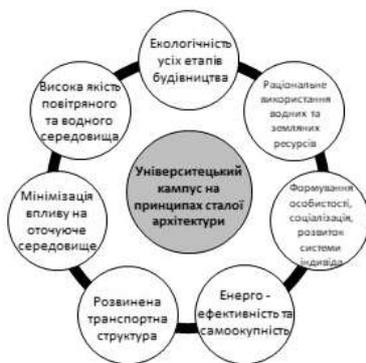 Екологічність
усіх етапів
будівництва
Раціональне
використання
водних та
земляних
ресурсів
Формування
особистості,
соціалізація,
розвиток
системи
індивіда
Енерго -
ефективність та
самоокупність
Розвинена
транспортна
структура
Мінімізація
впливу на
оточуюче
середовище
Висока якість
повітряного
та водного
середовища
Університецький
кампус на
принципах сталої
архітектури